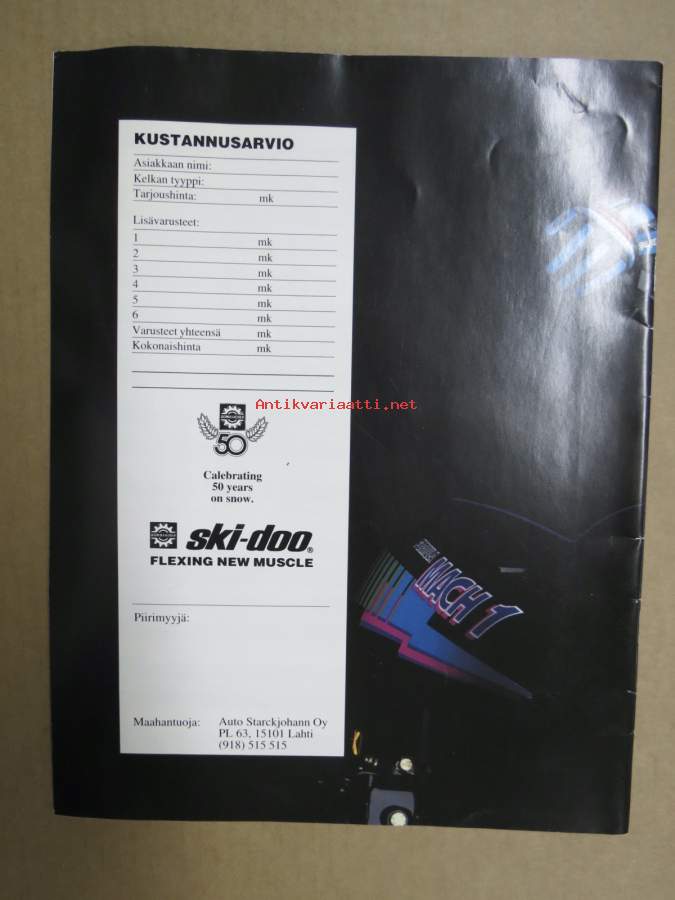 KUSTANNUSARVIO
Asiakkaan nimi:
Kelkan tyyppi:
Tarjoushinta: mk
Lisävarusteet:
1 mk
2 mk
3 mk
4 mk
5 mk
6 mk
Varusteet yhteensä mk
Kokonaishinta mk
Antikvariaatti.net
50
Calebrating
50 years
on snow.
ski-doo®
FLEXING NEW MUSCLE
MACH 1
Piirimyyjä:
Maahantuoja: Auto Starckjohann Oy
PL 63, 15101 Lahti
(918) 515 515